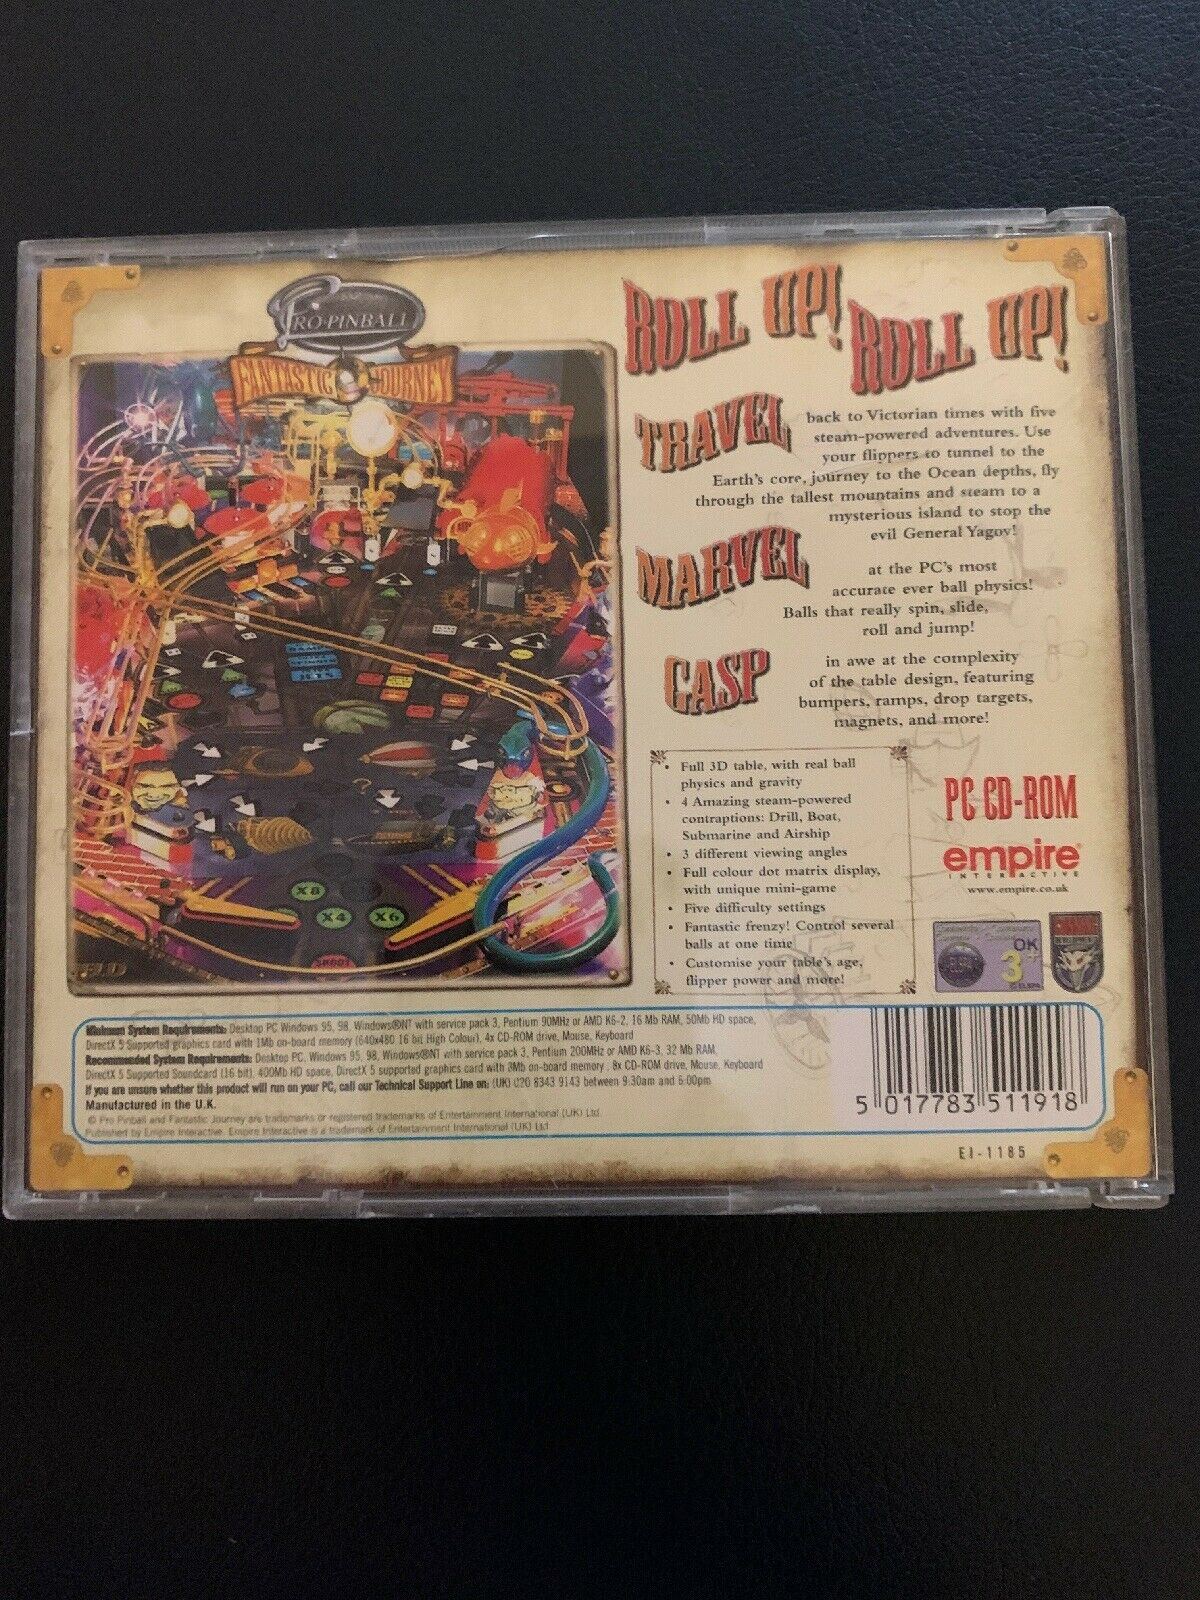 PRO-PINBALL
FANTASTIC JOURNEY
X8
X4
X6
ROLL UP! ROLL UP!
TRAVEL back to Victorian times with five
steam-powered adventures. Use
your flippers to tunnel to the
Earth's core, journey to the Ocean depths, fly
through the tallest mountains and steam to a
mysterious island to stop the
evil General Yagov!
MARVEL at the PC's most
accurate ever ball physics!
Balls that really spin, slide,
roll and jump!
GASP in awe at the complexity
of the table design, featuring
bumpers, ramps, drop targets,
magnets, and more!
• Full 3D table, with real ball
physics and gravity
• 4 Amazing steam-powered
contraptions: Drill, Boat,
Submarine and Airship
• 3 different viewing angles
• Full colour dot matrix display,
with unique mini-game
• Five difficulty settings
• Fantastic frenzy! Control several
balls at one time
• Customise your table's age,
flipper power and more!
PC CD-ROM
empire
INTERACTIVE
www.empire.co.uk
OK
3+
ELSPA
Minimum System Requirements: Desktop PC Windows 95, 98, Windows®NT with service pack 3, Pentium 90MHz or AMD K6-2, 16 Mb RAM, 50Mb HD space,
DirectX 5 Supported graphics card with 1Mb on-board memory (640x480 16 bit High Colour), 4x CD-ROM drive, Mouse, Keyboard
Recommended System Requirements: Desktop PC, Windows 95, 98, Windows®NT with service pack 3, Pentium 200MHz or AMD K6-3, 32 Mb RAM,
DirectX 5 Supported Soundcard (16 bit), 400Mb HD space, DirectX 5 supported graphics card with 3Mb on-board memory, 8x CD-ROM drive, Mouse, Keyboard
If you are unsure whether this product will run on your PC, call our Technical Support Line on: (UK) 020 8343 9143 between 9:30am and 6:00pm
Manufactured in the U.K.
© Pro Pinball and Fantastic Journey are trademarks or registered trademarks of Entertainment International (UK) Ltd.
Published by Empire Interactive. Empire Interactive is a trademark of Entertainment International (UK) Ltd
5 017783 511918
EI-1185